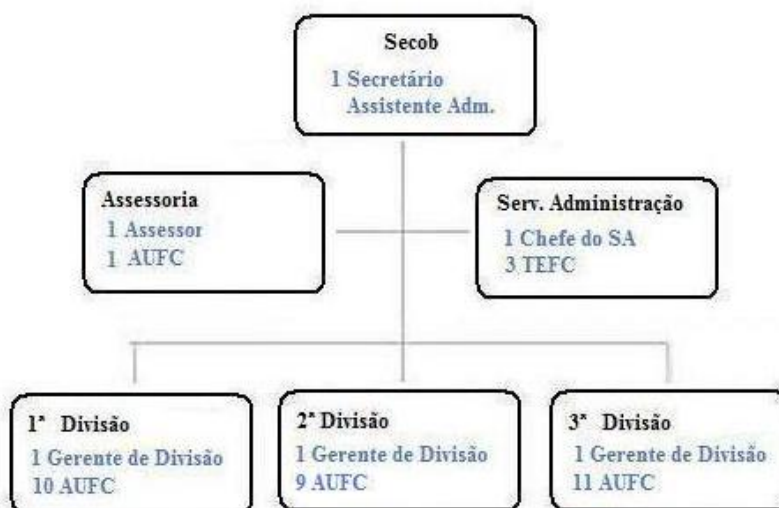 Secob
1 Secretário
Assistente Adm.
Assessoria
1 Assessor
1 AUFC
Serv. Administração
1 Chefe do SA
3 TEFC
1ª Divisão
1 Gerente de Divisão
10 AUFC
2ª Divisão
1 Gerente de Divisão
9 AUFC
3ª Divisão
1 Gerente de Divisão
11 AUFC